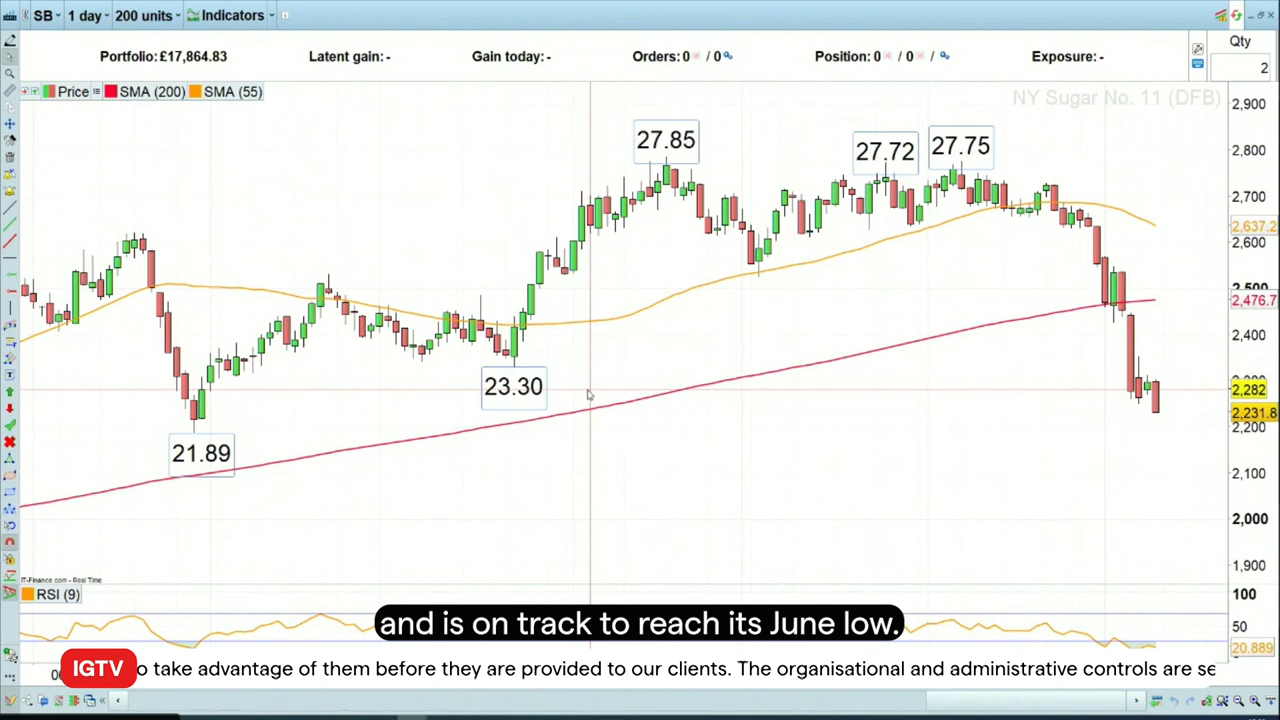 SB 1 day 200 units Indicators
Portfolio:£17,864.83 Latent gain:- Gain today:- Orders:0 / 0 Position:0 / 0 / Exposure:- Qty
2
Price SMA (200) SMA (55)
NY Sugar No. 11 (DFB)
2,900
27.85
27.72
27.75
2,800
2,700
2,637.2
2,600
2,500
2,476.7
2,400
23.30
2,282
2,231.8
2,200
21.89
2,100
2,000
1,900
IT-Finance.com - Real Time
RSI (9)
100
and is on track to reach its June low.
50
20.889
IGTV o take advantage of them before they are provided to our clients. The organisational and administrative controls are se